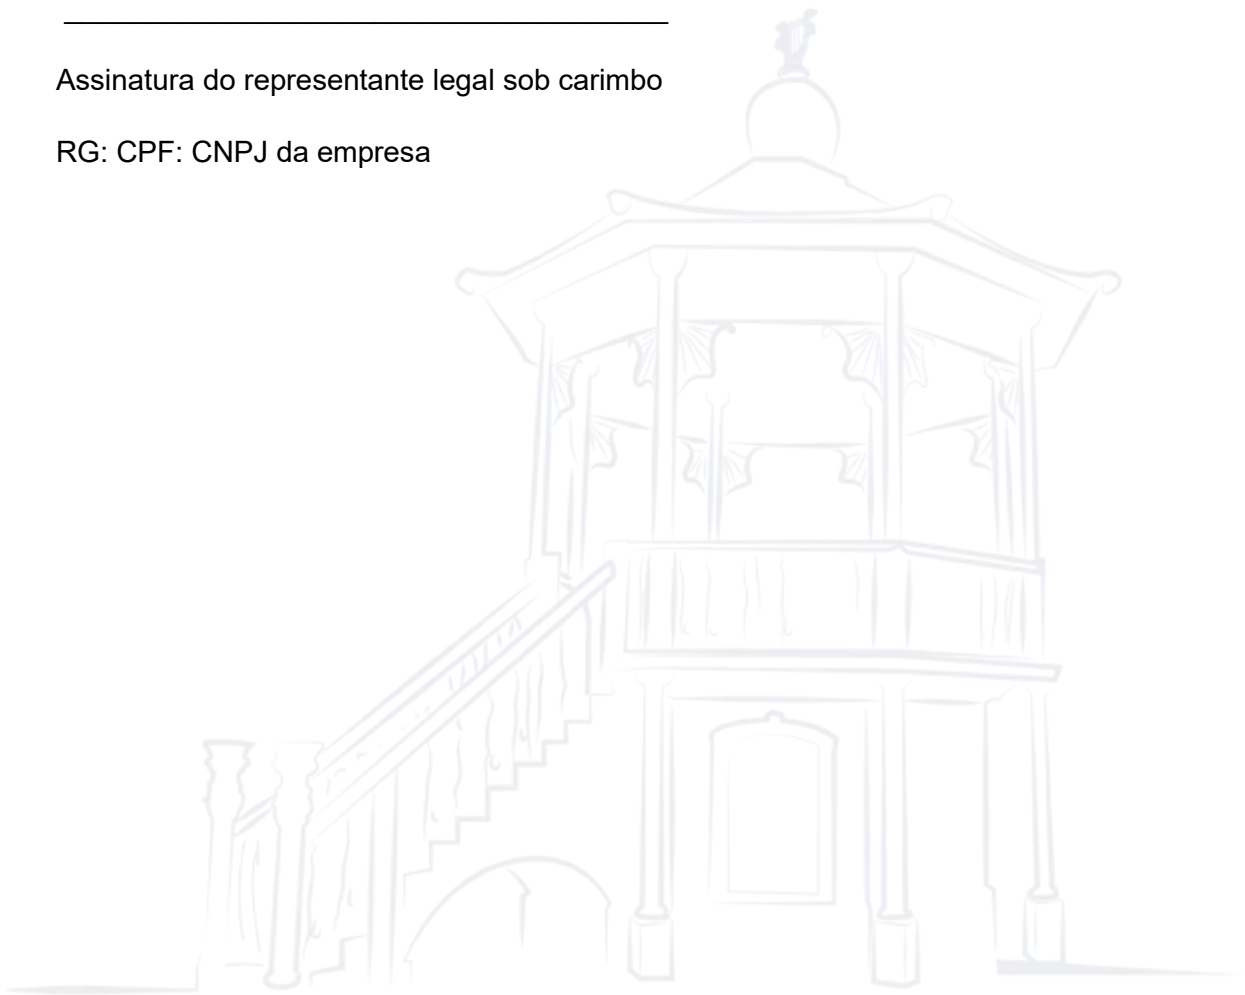 Assinatura do representante legal sob carimbo
RG: CPF: CNPJ da empresa